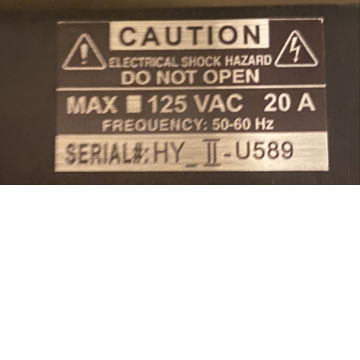 CAUTION
ELECTRICAL SHOCK HAZARD
DO NOT OPEN
MAX ■ 125 VAC 20 A
FREQUENCY: 50-60 Hz
SERIAL#: HY_II-U589